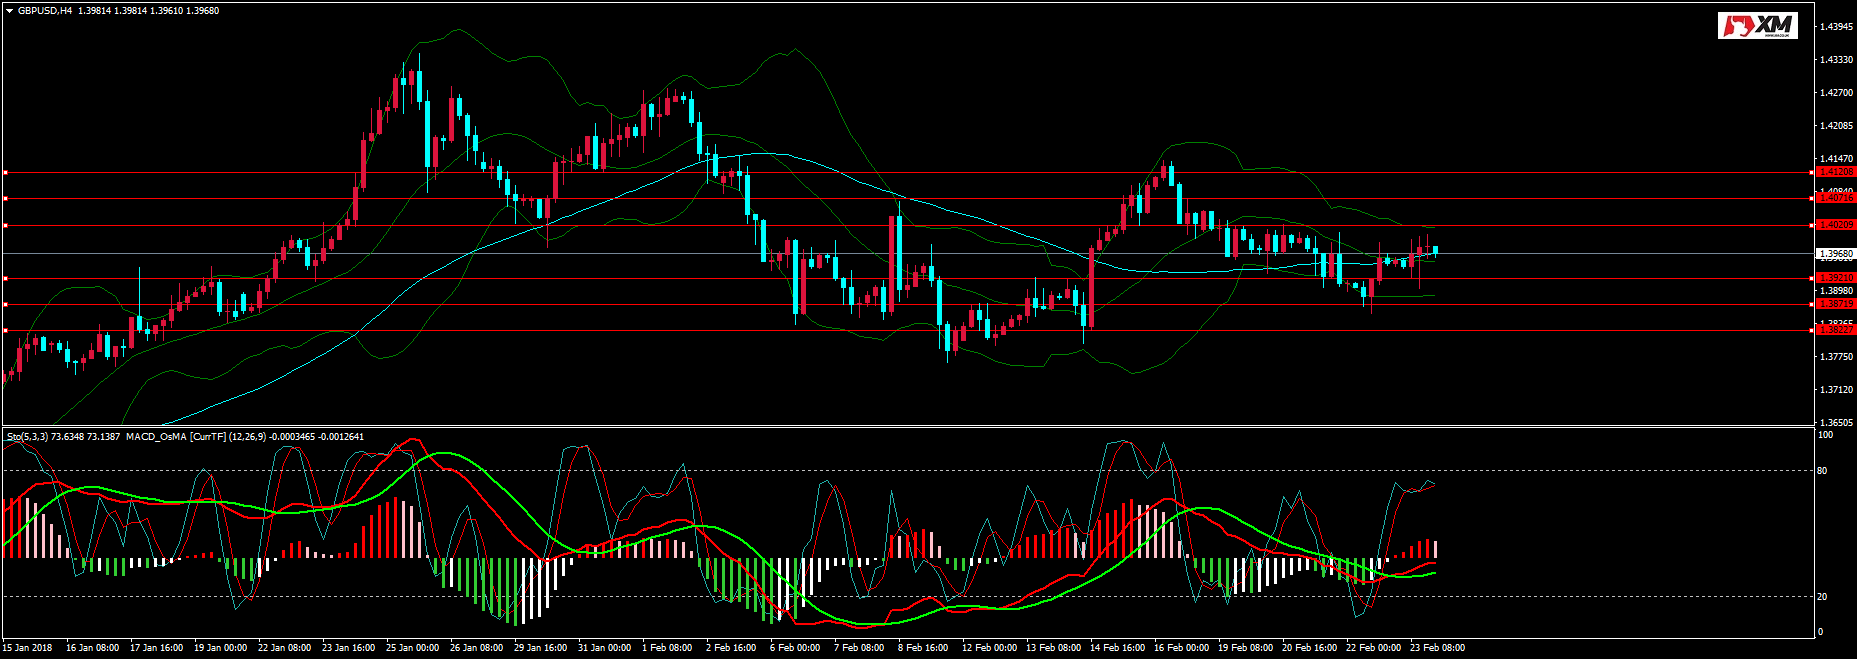 GBPUSD,H4 1.39814 1.39814 1.39610 1.39680
XM
1.43945
1.43330
1.42700
1.42085
1.41470
1.41208
1.40840
1.40716
1.40209
1.39680
1.39210
1.38980
1.38719
1.38365
1.37750
1.37120
1.36505
Sto(5,3,3) 73.6348 73.1387 MACD_OsMA [CurrTF] (12,26,9) -0.0003465 -0.0012641
100
80
20
0
15 Jan 2018
16 Jan 08:00
17 Jan 16:00
19 Jan 00:00
22 Jan 08:00
23 Jan 16:00
25 Jan 00:00
26 Jan 08:00
29 Jan 16:00
31 Jan 00:00
1 Feb 08:00
2 Feb 16:00
6 Feb 00:00
7 Feb 08:00
8 Feb 16:00
12 Feb 00:00
13 Feb 08:00
14 Feb 16:00
16 Feb 00:00
19 Feb 08:00
20 Feb 16:00
22 Feb 00:00
23 Feb 08:00